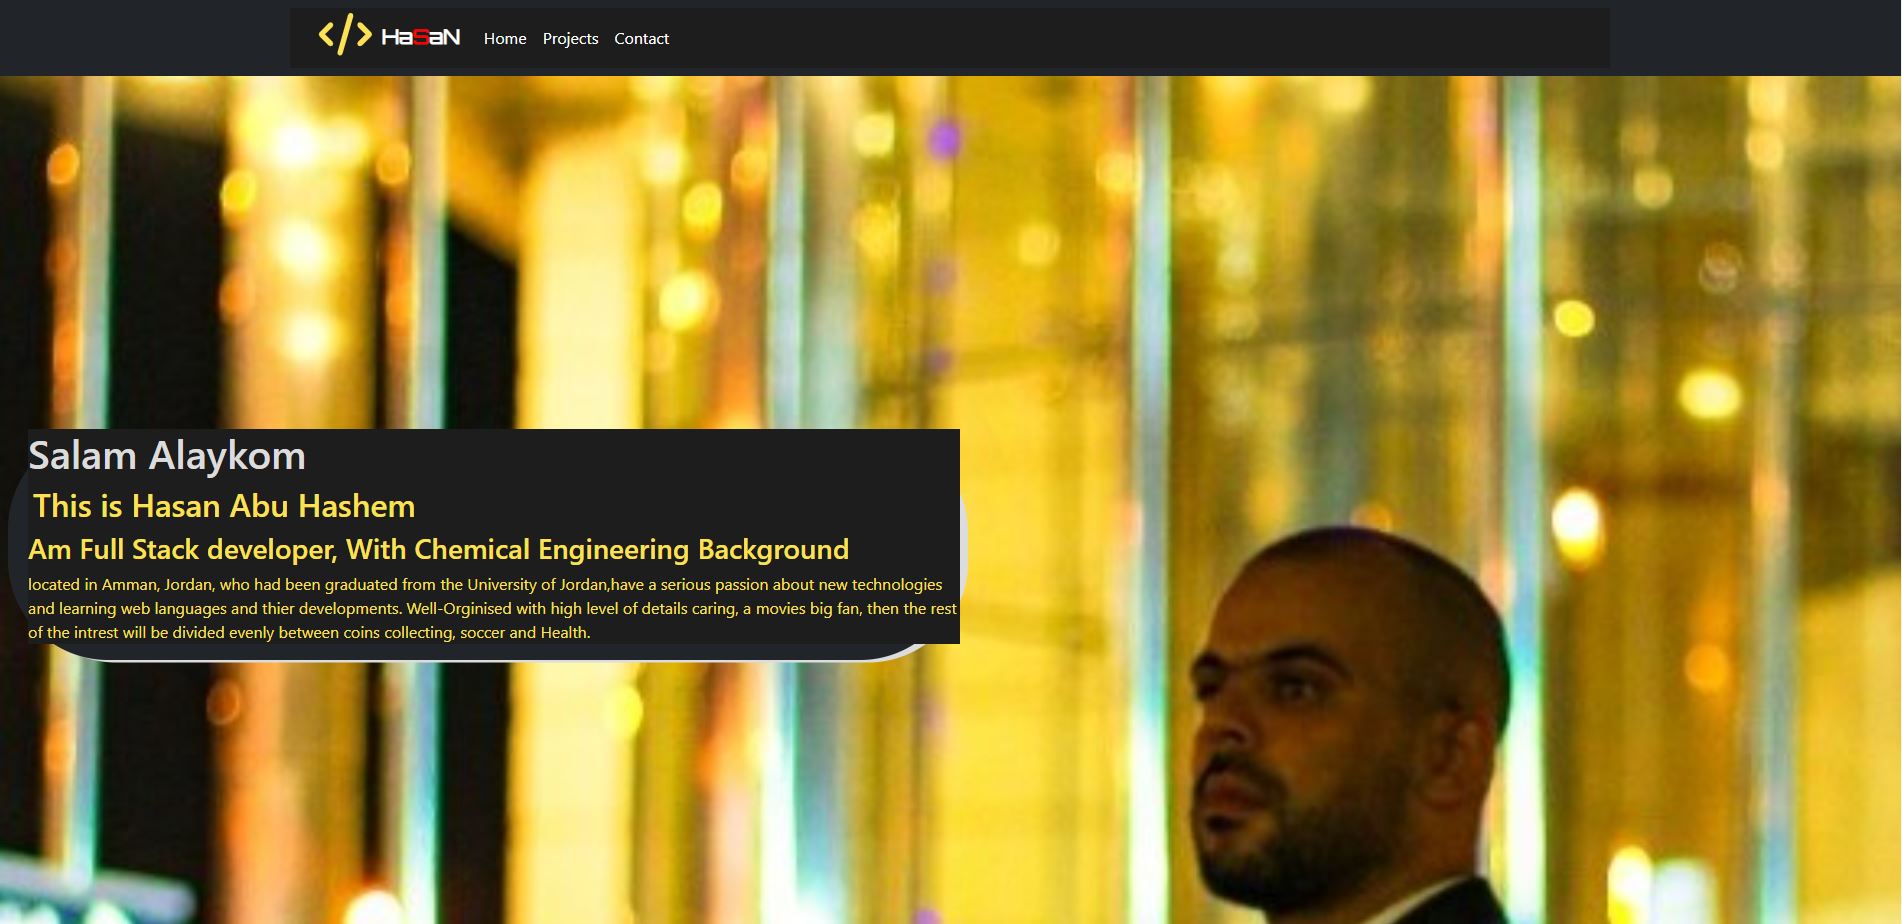 </> HaSaN Home Projects Contact
Salam Alaykom
This is Hasan Abu Hashem
Am Full Stack developer, With Chemical Engineering Background
located in Amman, Jordan, who had been graduated from the University of Jordan,have a serious passion about new technologies
and learning web languages and thier developments. Well-Orginised with high level of details caring, a movies big fan, then the rest
of the intrest will be divided evenly between coins collecting, soccer and Health.